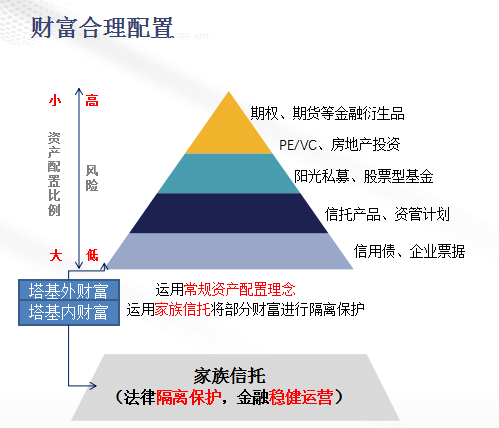 财富合理配置
小 高
期权、期货等金融衍生品
PE/VC、房地产投资
阳光私募、股票型基金
资产配置比例
风险
信托产品、资管计划
信用债、企业票据
大 低
塔基外财富
运用常规资产配置理念
塔基内财富
运用家族信托将部分财富进行隔离保护
家族信托
（法律隔离保护，金融稳健运营）